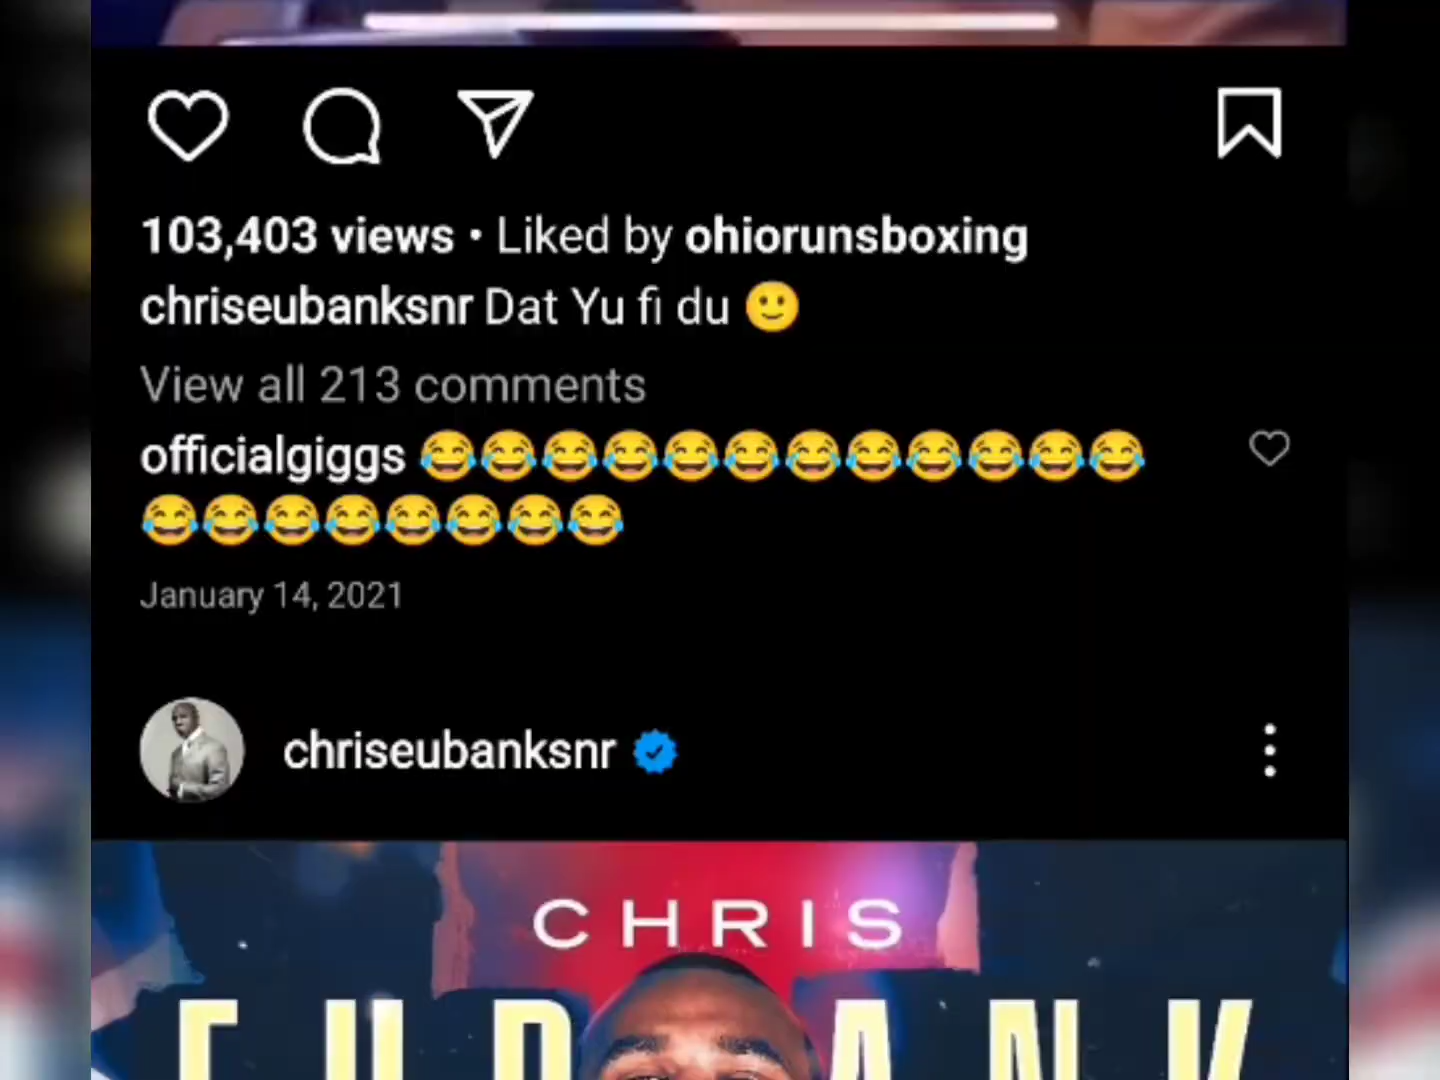 103,403 views • Liked by ohiorunsboxing
chriseubanksnr Dat Yu fi du 🙂
View all 213 comments
officialgiggs 😂😂😂😂😂😂😂😂😂😂😂😂
😂😂😂😂😂😂😂😂
January 14, 2021
chriseubanksnr
CHRIS
EUBANK